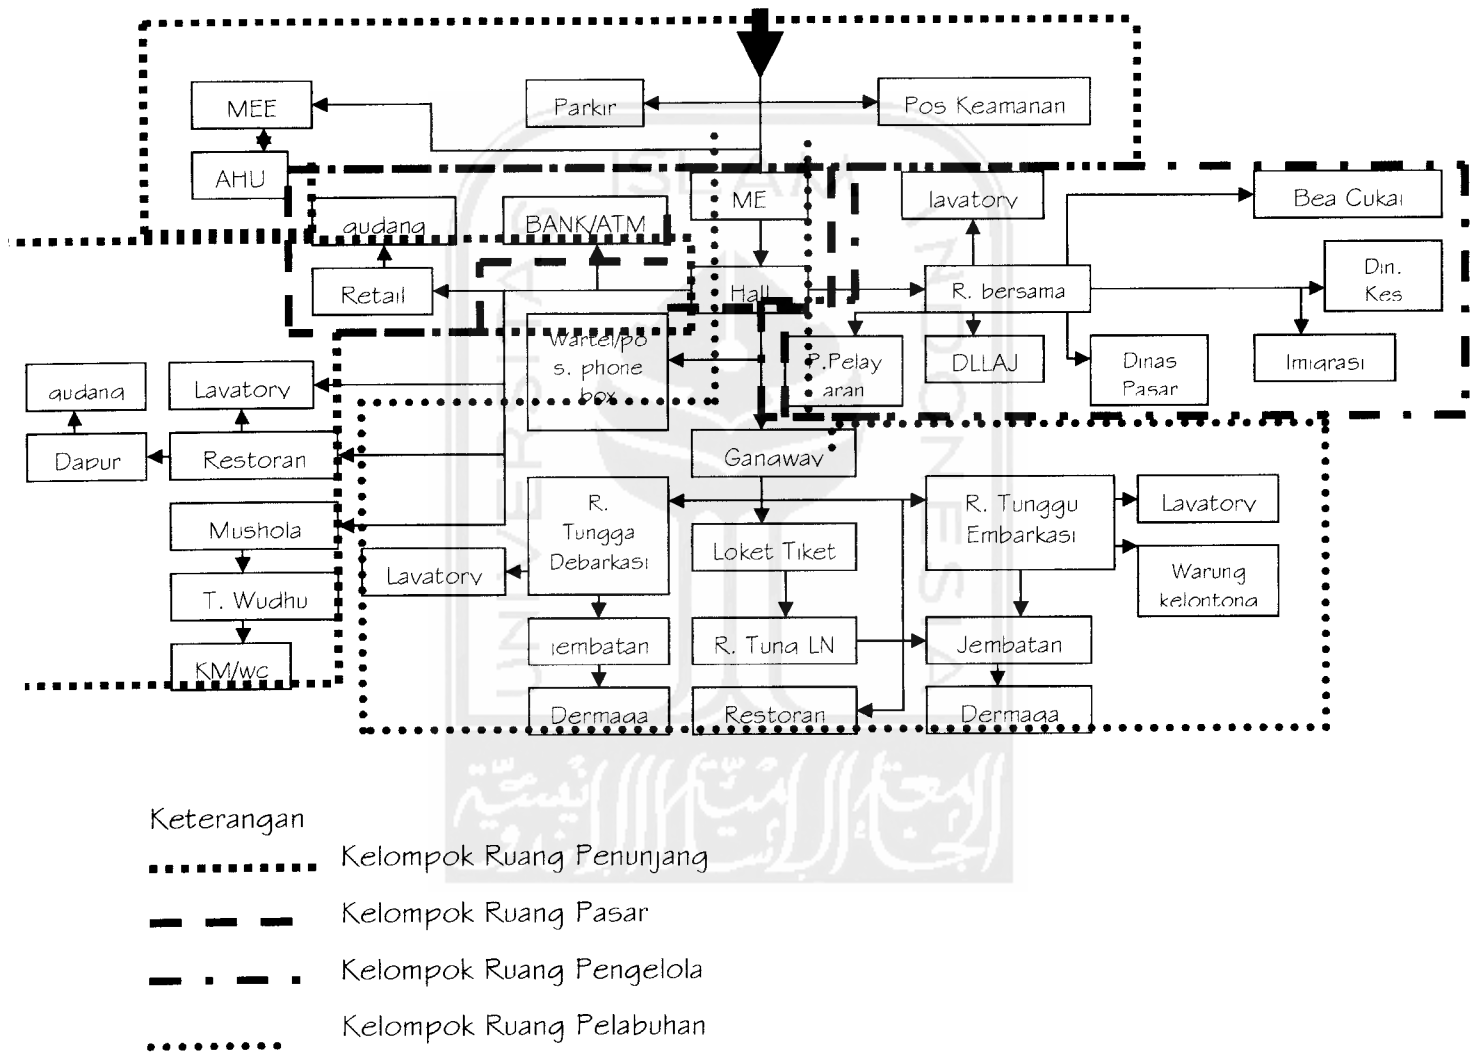 MEE
Parkir
Pos Keamanan
AHU
ISLAM
ME
lavatory
Bea Cukai
gudang
BANK/ATM
Retail
Hall
R. bersama
Din.
Kes
Wartel/po
s. phone
box
P.Pelay
aran
DLLAJ
Dinas
Pasar
Imigrasi
gudang
Lavatory
Dapur
Restoran
Gangway
Mushola
R.
Tungga
Debarkasi
Loket Tiket
R. Tunggu
Embarkasi
Lavatory
Lavatory
Warung
kelontong
T. Wudhu
jembatan
R. Tung LN
Jembatan
KM/wc
Dermaga
Restoran
Dermaga
UNIVERSITAS
INDONESIA
Keterangan
Kelompok Ruang Penunjang
Kelompok Ruang Pasar
Kelompok Ruang Pengelola
Kelompok Ruang Pelabuhan